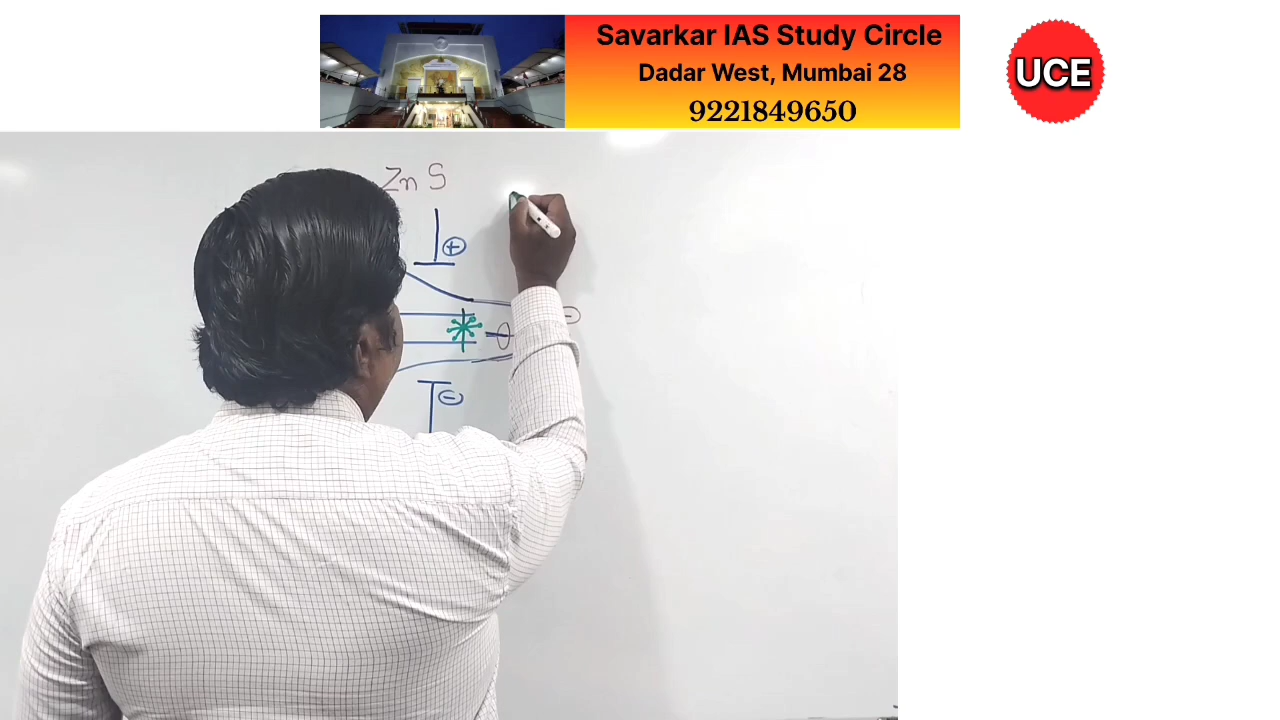 Savarkar IAS Study Circle
Dadar West, Mumbai 28
9221849650
UCE
Zn S
+
-
-